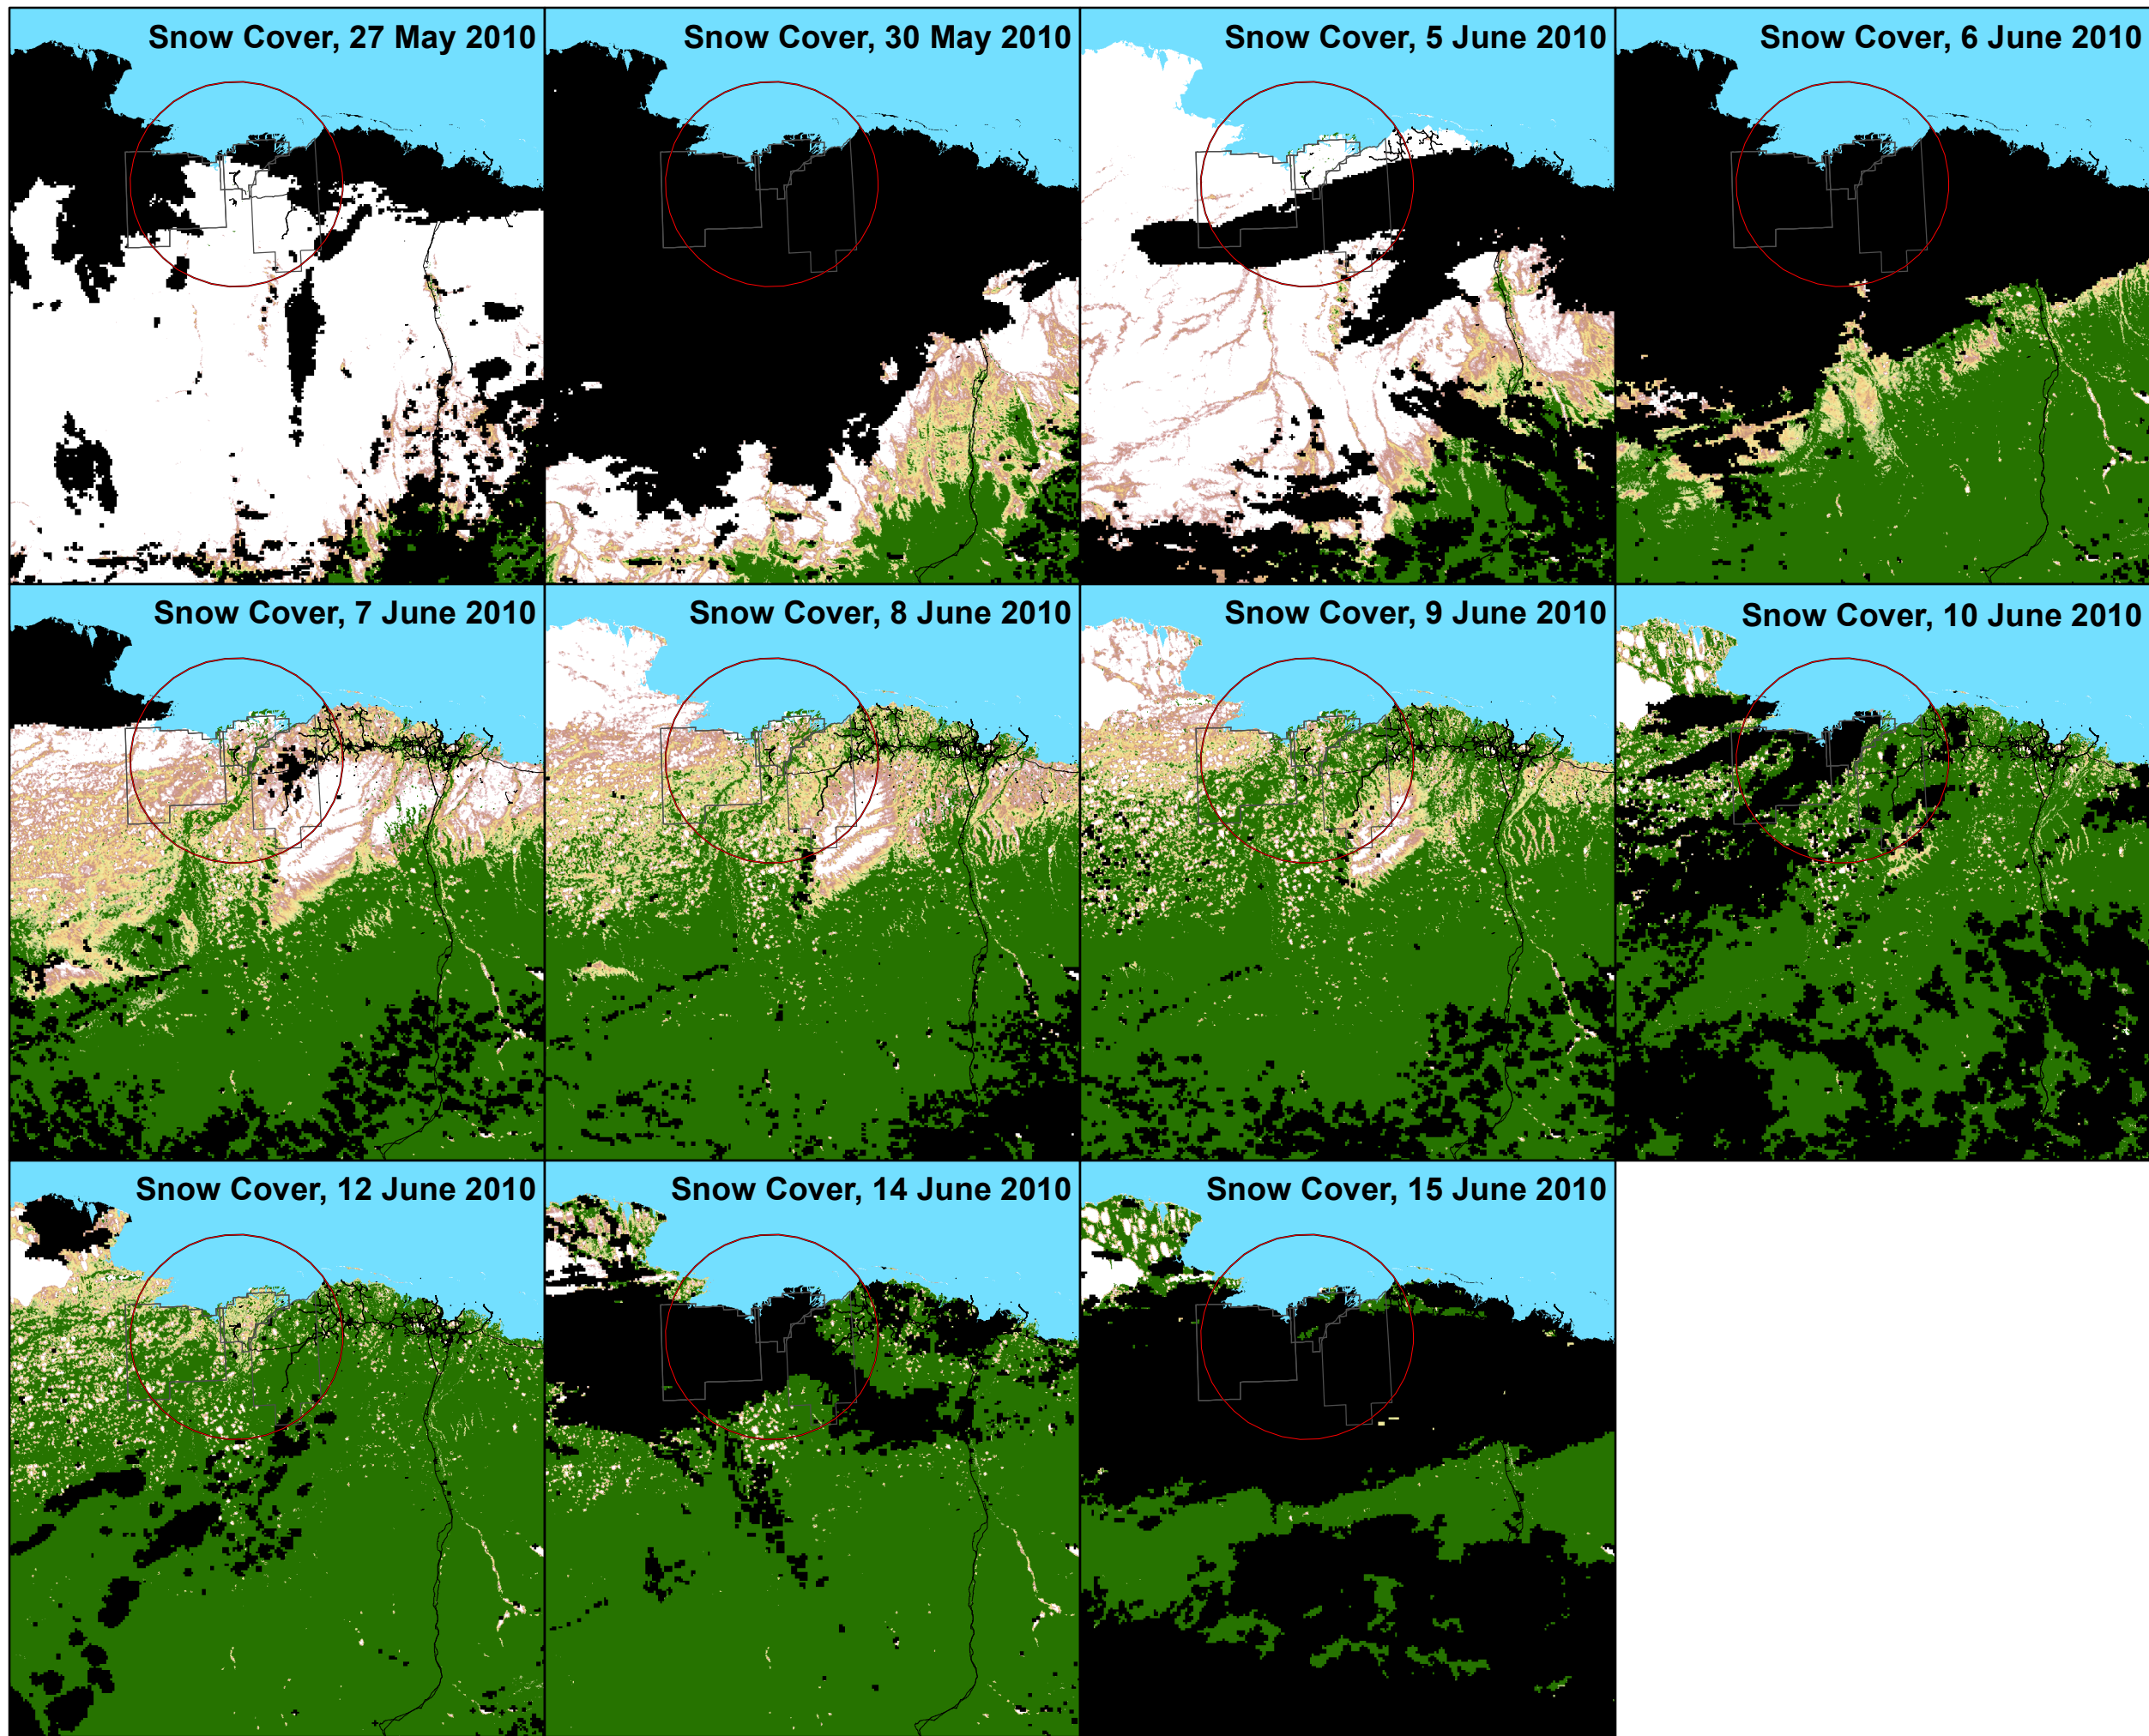 Snow Cover, 27 May 2010
Snow Cover, 30 May 2010
Snow Cover, 5 June 2010
Snow Cover, 6 June 2010
Snow Cover, 7 June 2010
Snow Cover, 8 June 2010
Snow Cover, 9 June 2010
Snow Cover, 10 June 2010
Snow Cover, 12 June 2010
Snow Cover, 14 June 2010
Snow Cover, 15 June 2010